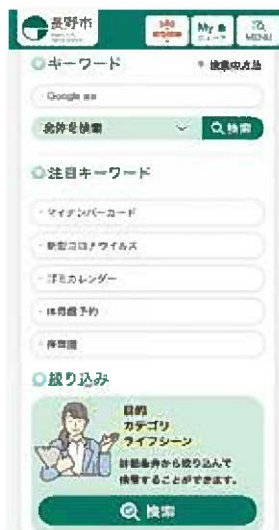 長野市
My
MENU
キーワード
検索の方法
Google
全体を検索
検索
注目キーワード
マイナンバーカード
新型コロナウイルス
ゴミカレンダー
体育館予約
保育園
絞り込み
目的
カテゴリ
ライフシーン
詳細条件から絞り込んで
検索することができます。
検索